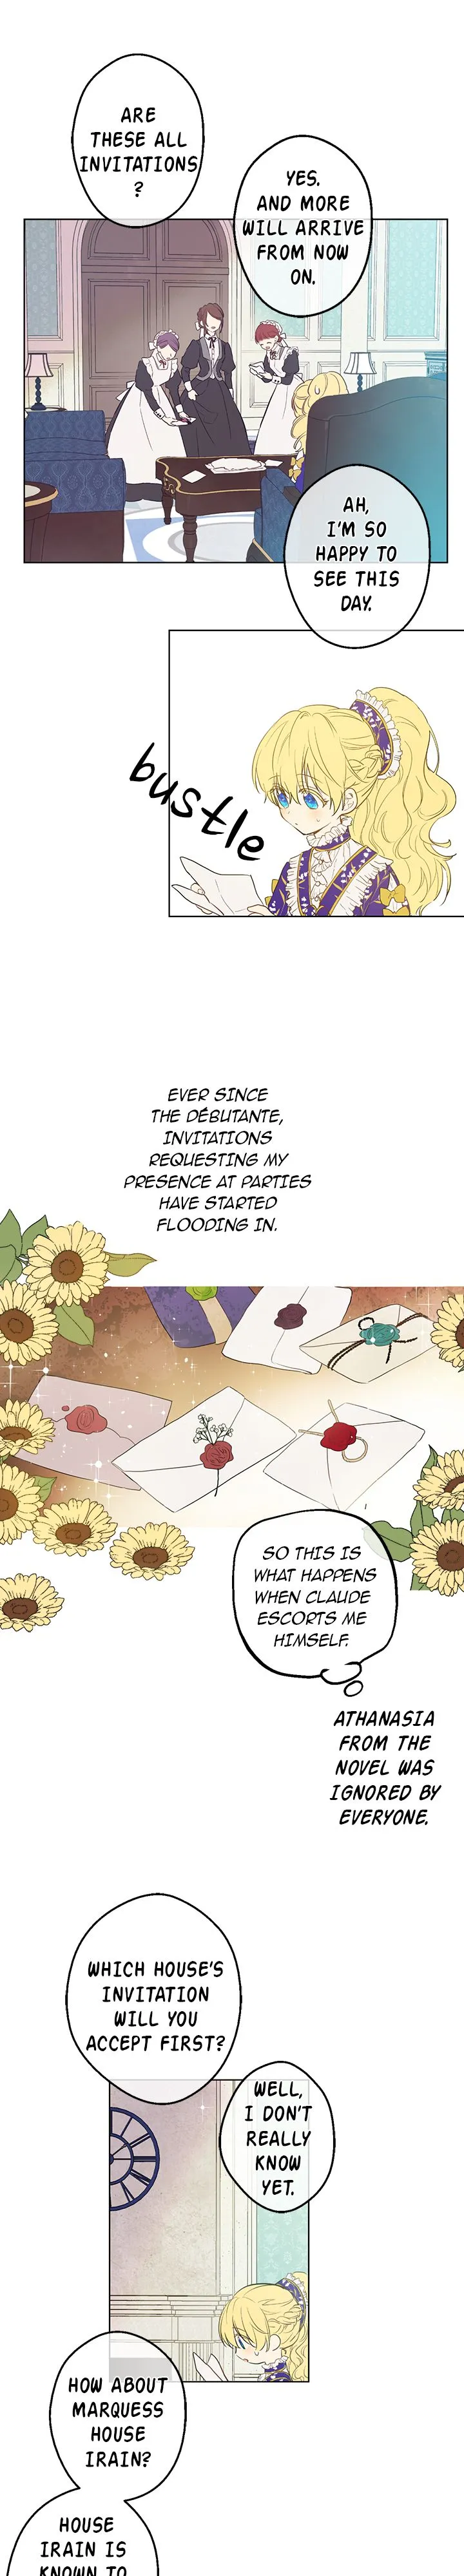 ARE
THESE ALL
INVITATIONS
?
YES.
AND MORE
WILL ARRIVE
FROM NOW
ON.
AH,
I'M SO
HAPPY TO
SEE THIS
DAY.
bustle
EVER SINCE
THE DÉBUTANTE,
INVITATIONS
REQUESTING MY
PRESENCE AT PARTIES
HAVE STARTED
FLOODING IN.
SO THIS IS
WHAT HAPPENS
WHEN CLAUDE
ESCORTS ME
HIMSELF.
ATHANASIA
FROM THE
NOVEL WAS
IGNORED BY
EVERYONE.
WHICH HOUSE'S
INVITATION
WILL YOU
ACCEPT FIRST?
WELL,
I DON'T
REALLY
KNOW
YET.
HOW ABOUT
MARQUESS
HOUSE
IRAIN?
HOUSE
IRAIN IS
KNOWN TO